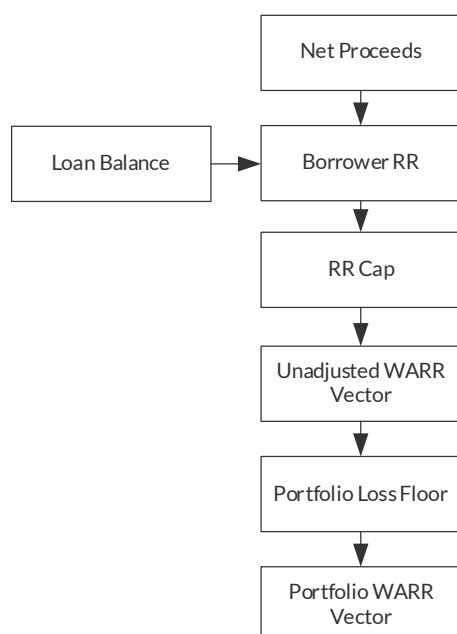 Net Proceeds
Loan Balance
Borrower RR
RR Cap
Unadjusted WARR
Vector
Portfolio Loss Floor
Portfolio WARR
Vector